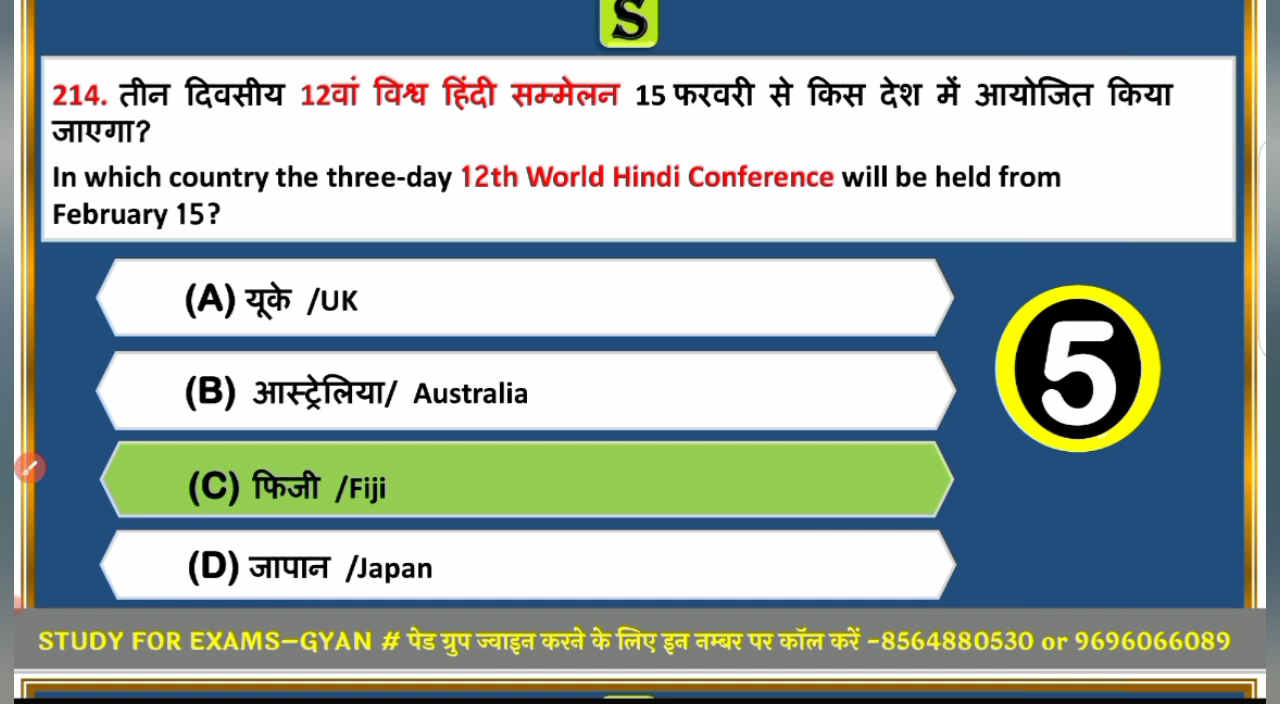 S
214. तीन दिवसीय 12वां विश्व हिंदी सम्मेलन 15 फरवरी से किस देश में आयोजित किया
जाएगा?
In which country the three-day 12th World Hindi Conference will be held from
February 15?
(A) यूके /UK
(B) आस्ट्रेलिया/ Australia
5
(C) फिजी /Fiji
(D) जापान /Japan
STUDY FOR EXAMS–GYAN # पेड ग्रुप ज्वाइन करने के लिए इन नम्बर पर कॉल करें –8564880530 or 9696066089